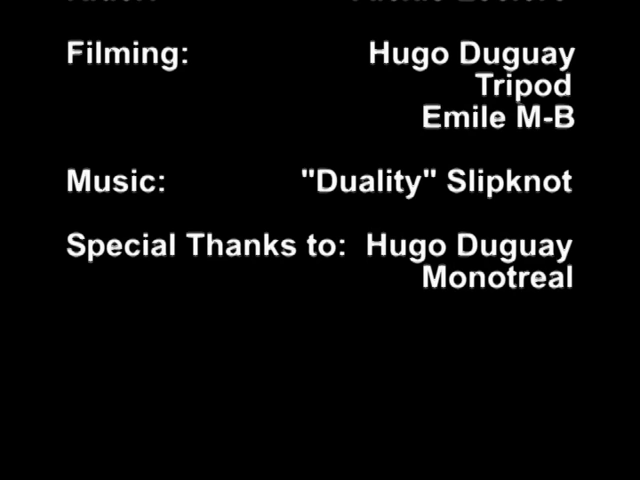 Filming: Hugo Duguay
Tripod
Emile M-B
Music: "Duality" Slipknot
Special Thanks to: Hugo Duguay
Monotreal